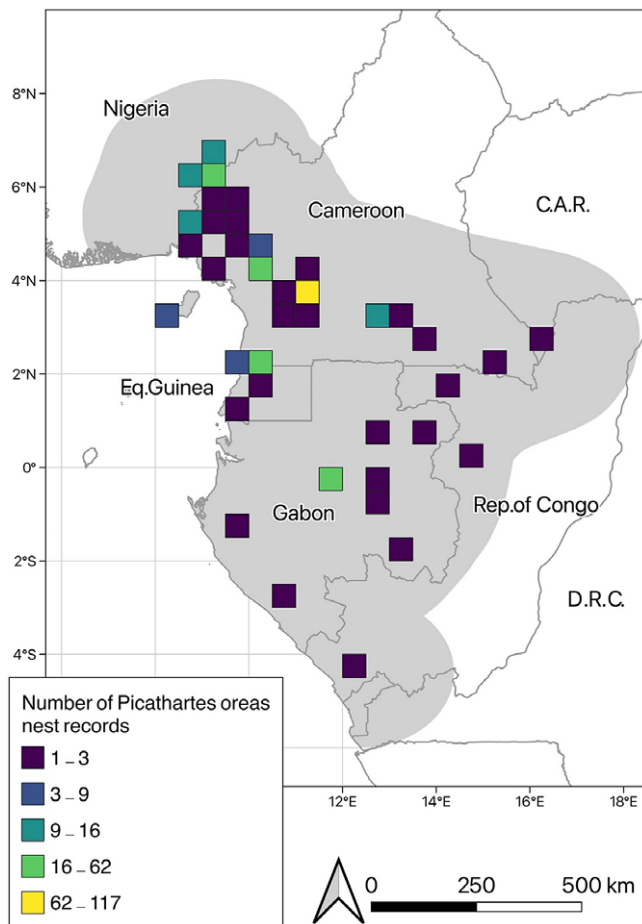 8°N
Nigeria
6°N
Cameroon
C.A.R.
4°N
2°N
Eq.Guinea
0°
Gabon
Rep.of Congo
2°S
D.R.C.
4°S
Number of Picathartes oreas
nest records
1 – 3
3 – 9
9 – 16
16 – 62
62 – 117
12°E 14°E 16°E 18°E
0 250 500 km